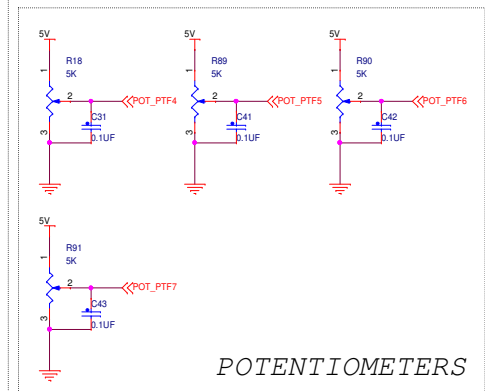 5V
R18
5K
1
2
3
POT_PTF4
C31
0.1UF
5V
R89
5K
1
2
3
POT_PTF5
C41
0.1UF
5V
R90
5K
1
2
3
POT_PTF6
C42
0.1UF
5V
R91
5K
1
2
3
POT_PTF7
C43
0.1UF
POTENTIOMETERS